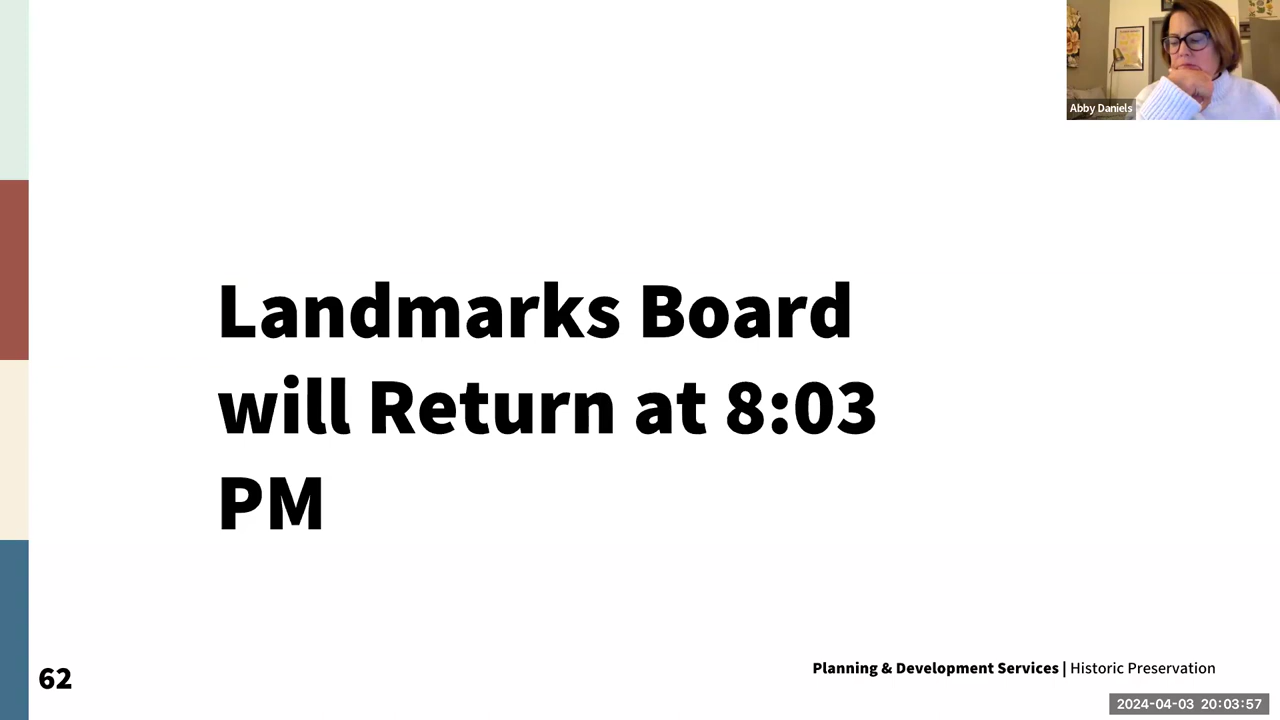 Abby Daniels
Landmarks Board
will Return at 8:03
PM
62
Planning & Development Services | Historic Preservation
2024-04-03 20:03:57